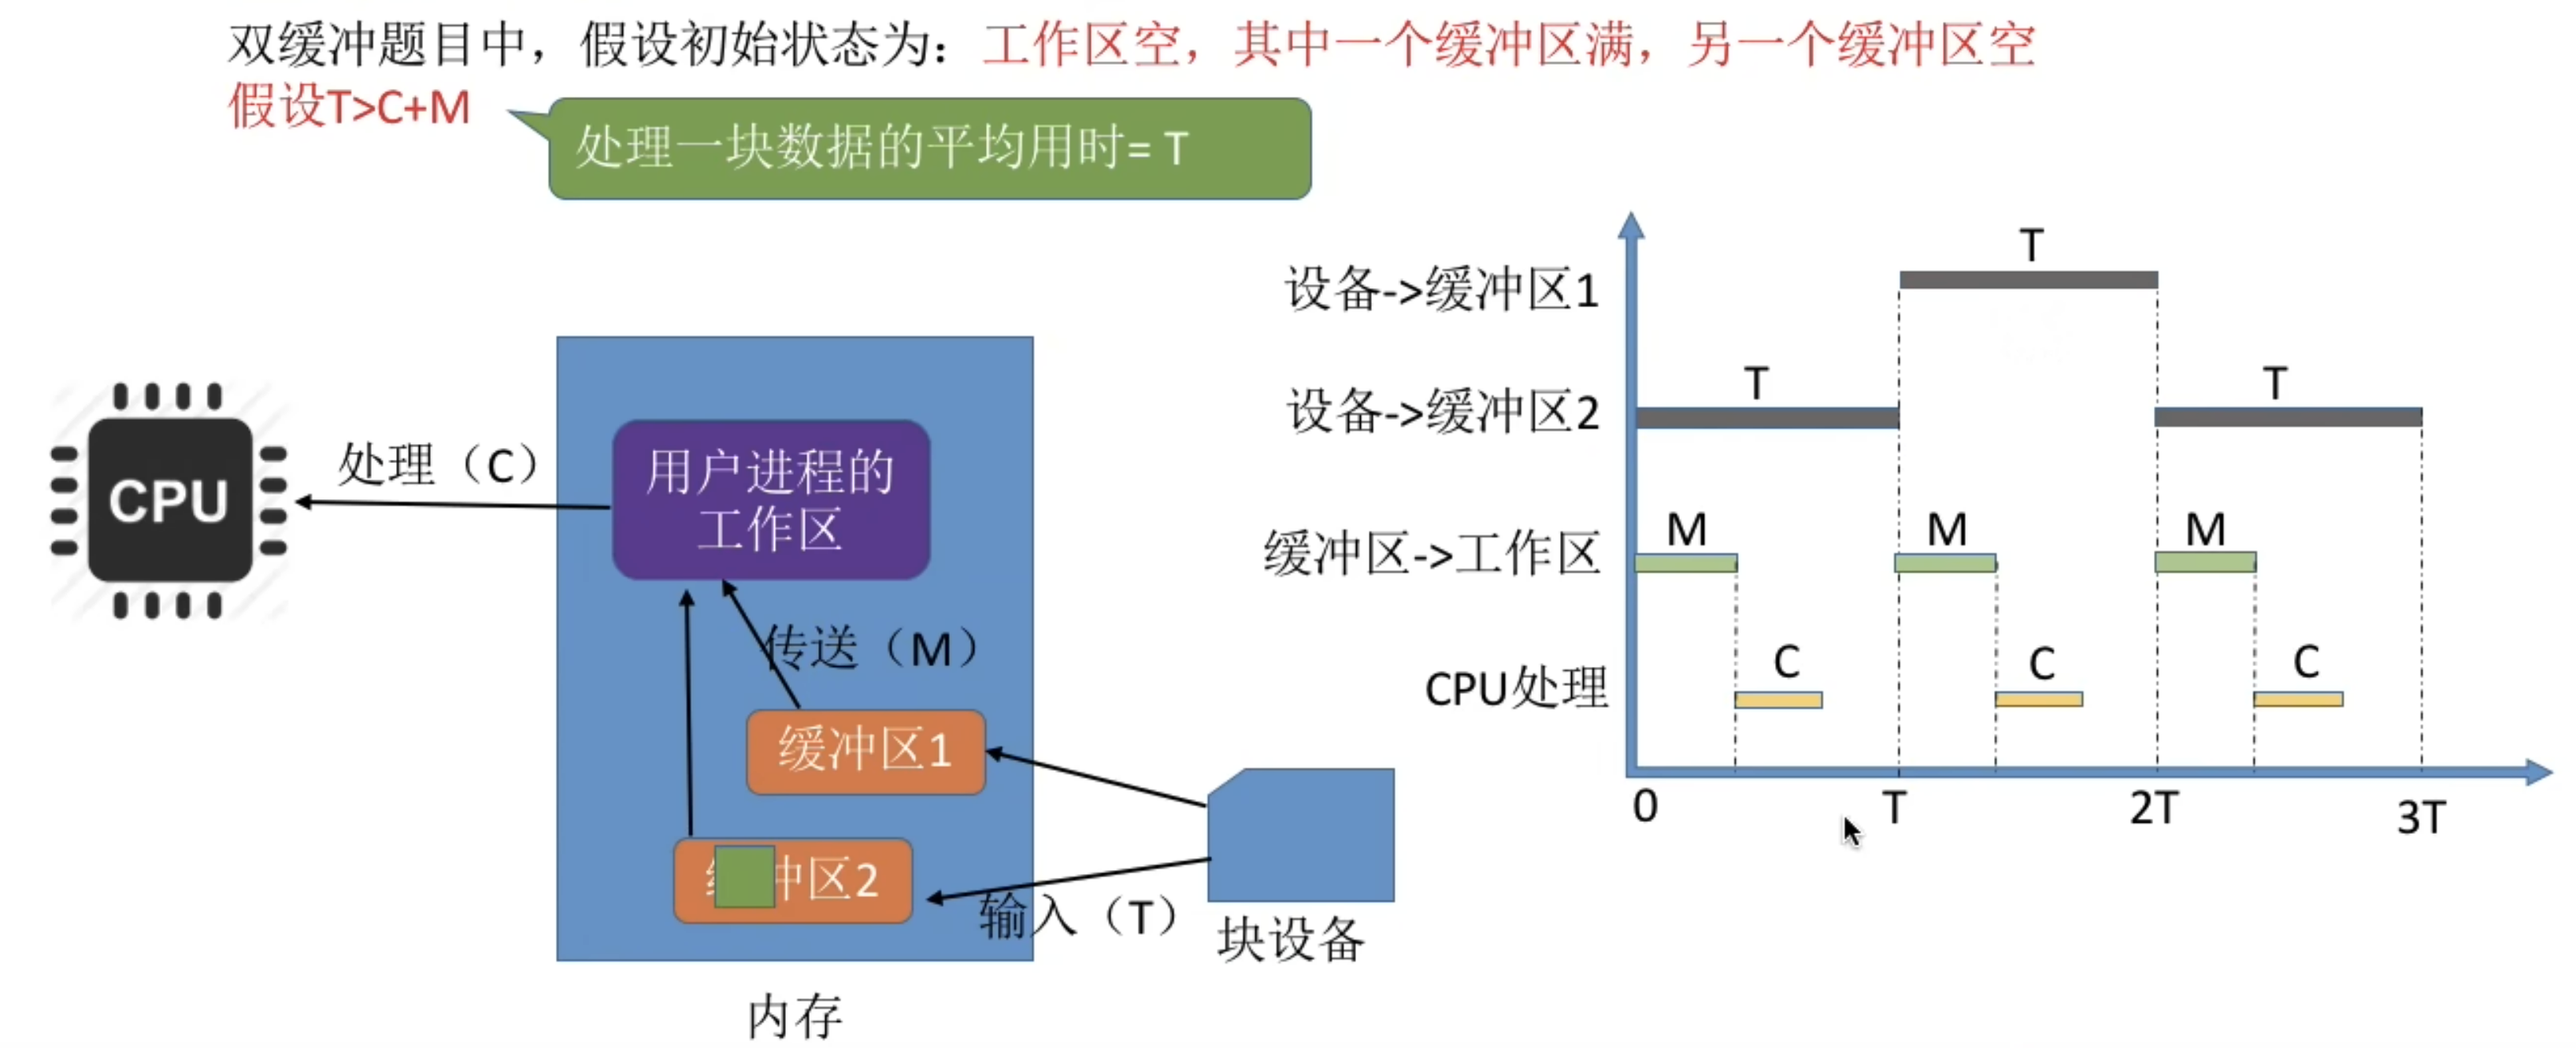 双缓冲题目中，假设初始状态为：工作区空，其中一个缓冲区满，另一个缓冲区空
假设T>C+M
处理一块数据的平均用时= T
T
设备->缓冲区1
T
T
设备->缓冲区2
CPU
处理（C）
用户进程的
工作区
M
M
M
缓冲区->工作区
传送（M）
C
C
C
CPU处理
缓冲区1
0
T
2T
3T
冲区2
输入（T）
块设备
内存